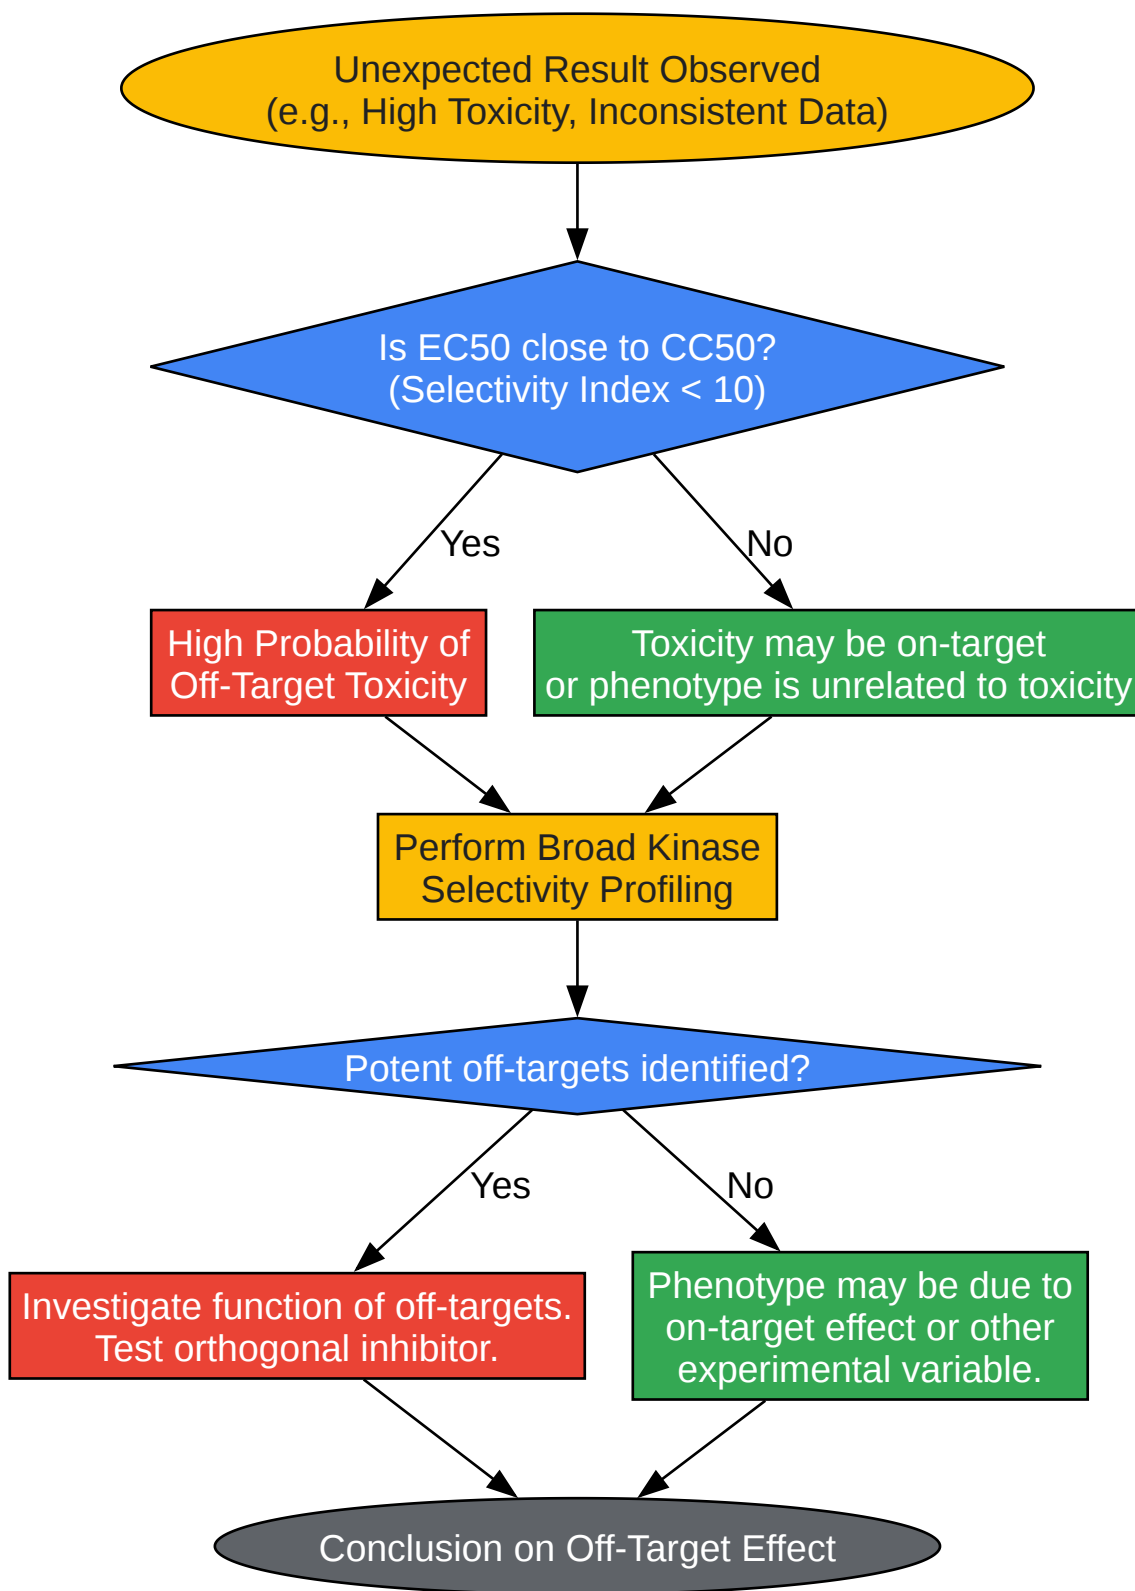 Unexpected Result Observed
(e.g., High Toxicity, Inconsistent Data)
Is EC50 close to CC50?
(Selectivity Index < 10)
Yes
No
High Probability of
Off-Target Toxicity
Toxicity may be on-target
or phenotype is unrelated to toxicity
Perform Broad Kinase
Selectivity Profiling
Potent off-targets identified?
Yes
No
Investigate function of off-targets.
Test orthogonal inhibitor.
Phenotype may be due to
on-target effect or other
experimental variable.
Conclusion on Off-Target Effect